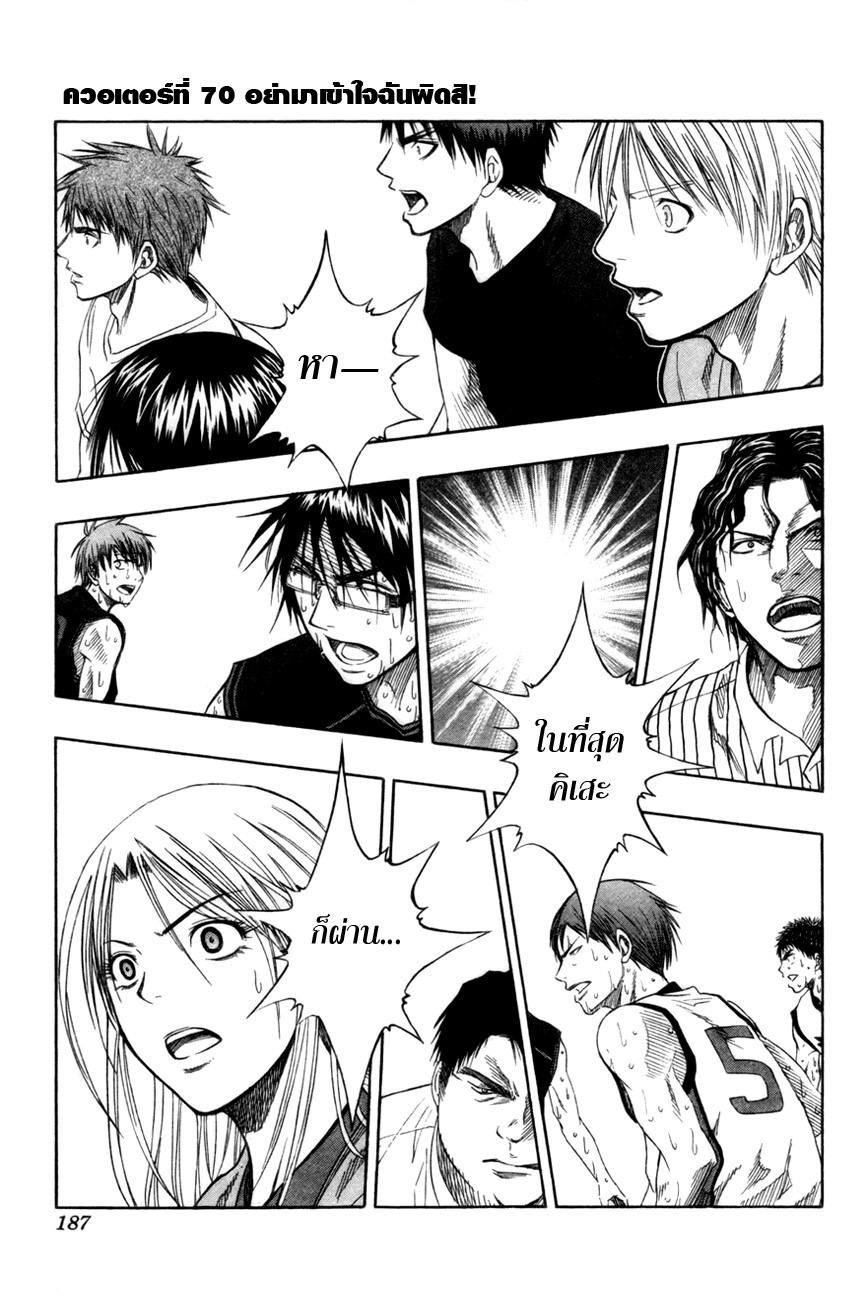 ควอเตอร์ที่ 70 อย่ามาเข้าใจฉันผิดสิ!
หา—
ในที่สุด
คิเสะ
ก็ผ่าน...
5
187